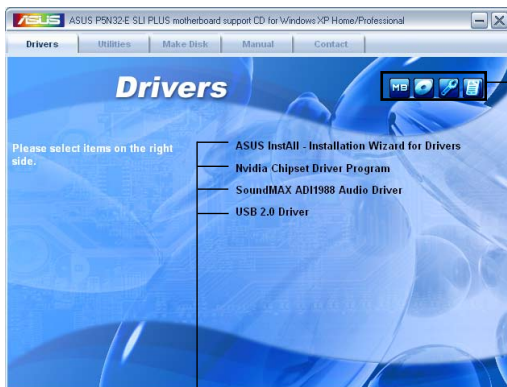 ASUS ASUS P5N32-E SLI PLUS motherboard support CD for Windows XP Home/Professional
Drivers Utilities Make Disk Manual Contact
Drivers
MB
Please select items on the right
side.
ASUS InstAll - Installation Wizard for Drivers
Nvidia Chipset Driver Program
SoundMAX ADI1988 Audio Driver
USB 2.0 Driver